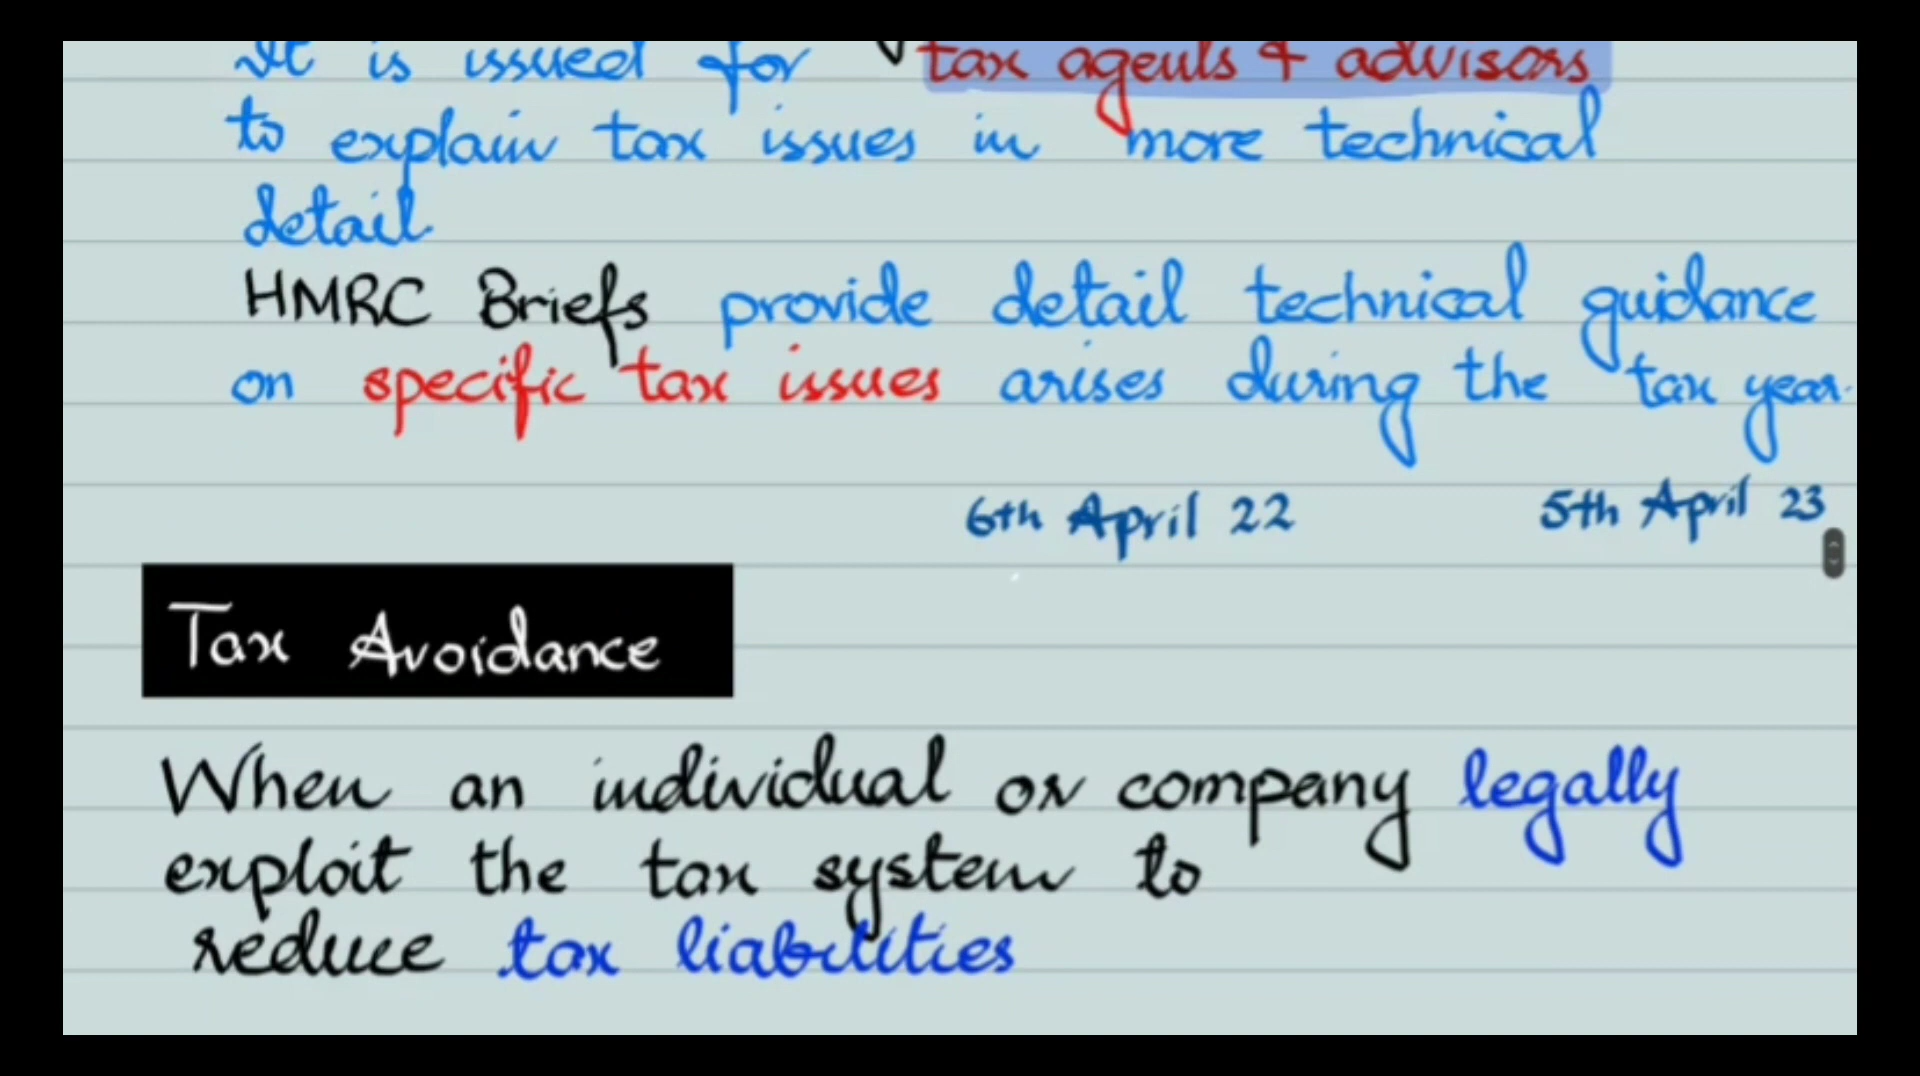 It is issued for tax agents & advisors
to explain tax issues in more technical
detail.
HMRC Briefs provide detail technical guidance
on specific tax issues arises during the tax year.
6th April 22 5th April 23
Tax Avoidance
When an individual or company legally
exploit the tax system to
reduce tax liabilities